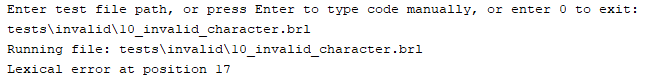 Enter test file path, or press Enter to type code manually, or enter 0 to exit:
tests\invalid\10_invalid_character.brl
Running file: tests\invalid\10_invalid_character.brl
Lexical error at position 17